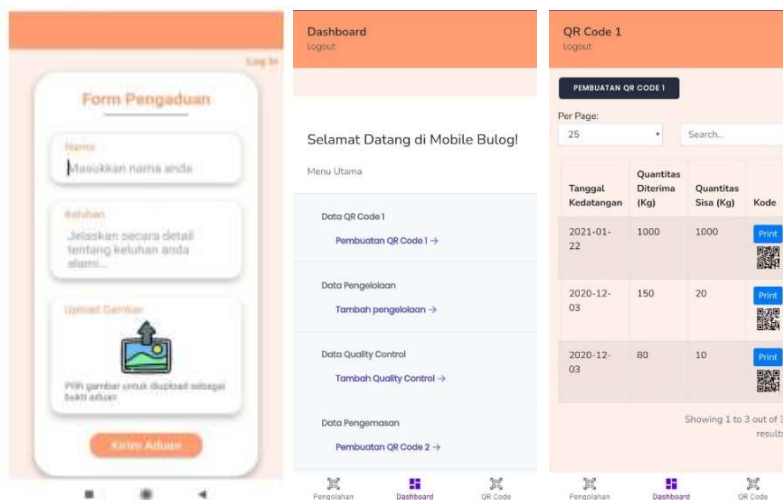 Log In
Form Pengaduan
Nama
Masukkan nama anda
Keluhan
Jelaskan secara detail
tentang keluhan anda
alami...
Upload Gambar
Pilih gambar untuk diupload sebagai
bukti aduan
Kirim Aduan
Dashboard
logout
Selamat Datang di Mobile Bulog!
Menu Utama
Data QR Code 1
Pembuatan QR Code 1 →
Data Pengelolaan
Tambah pengelolaan →
Data Quality Control
Tambah Quality Control →
Data Pengemasan
Pembuatan QR Code 2 →
Pengolahan Dashboard QR Code
QR Code 1
logout
PEMBUATAN QR CODE 1
Per Page:
25 Search...
Tanggal Kedatangan Quantitas Diterima (Kg) Quantitas Sisa (Kg) Kode
2021-01-22 1000 1000 Print
2020-12-03 150 20 Print
2020-12-03 80 10 Print
Showing 1 to 3 out of 3
results
Pengolahan Dashboard QR Code